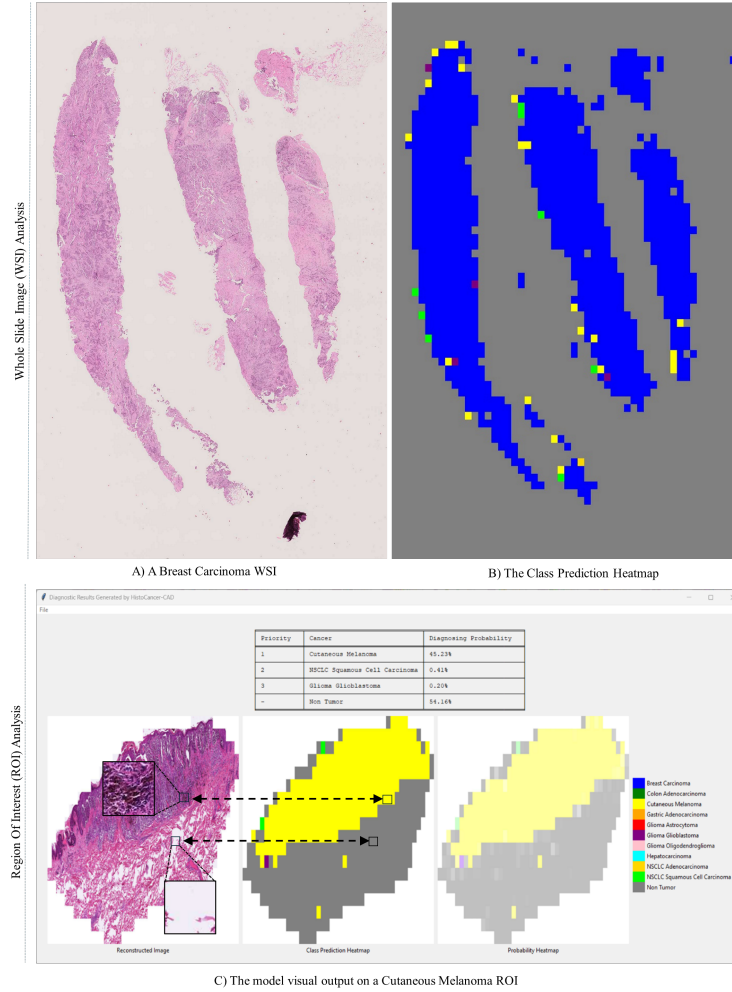 Whole Slide Image (WSI) Analysis
A) A Breast Carcinoma WSI
B) The Class Prediction Heatmap
Region Of Interest (ROI) Analysis
Diagnostic Results Generated by HistoCancer-CAD
File
Priority Cancer Diagnosing Probability
1 Cutaneous Melanoma 45.23%
2 NSCLC Squamous Cell Carcinoma 0.41%
3 Glioma Glioblastoma 0.20%
- Non Tumor 54.16%
Breast Carcinoma
Colon Adenocarcinoma
Cutaneous Melanoma
Gastric Adenocarcinoma
Glioma Astrocytoma
Glioma Glioblastoma
Glioma Oligodendroglioma
Hepatocarcinoma
NSCLC Adenocarcinoma
NSCLC Squamous Cell Carcinoma
Non Tumor
Reconstructed Image
Class Prediction Heatmap
Probability Heatmap
C) The model visual output on a Cutaneous Melanoma ROI